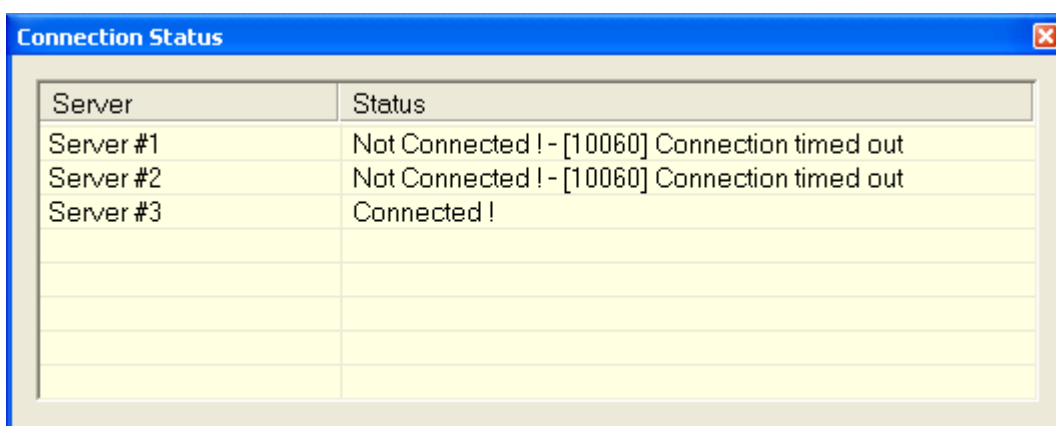 Connection Status
Server Status
Server #1 Not Connected ! - [10060] Connection timed out
Server #2 Not Connected ! - [10060] Connection timed out
Server #3 Connected !